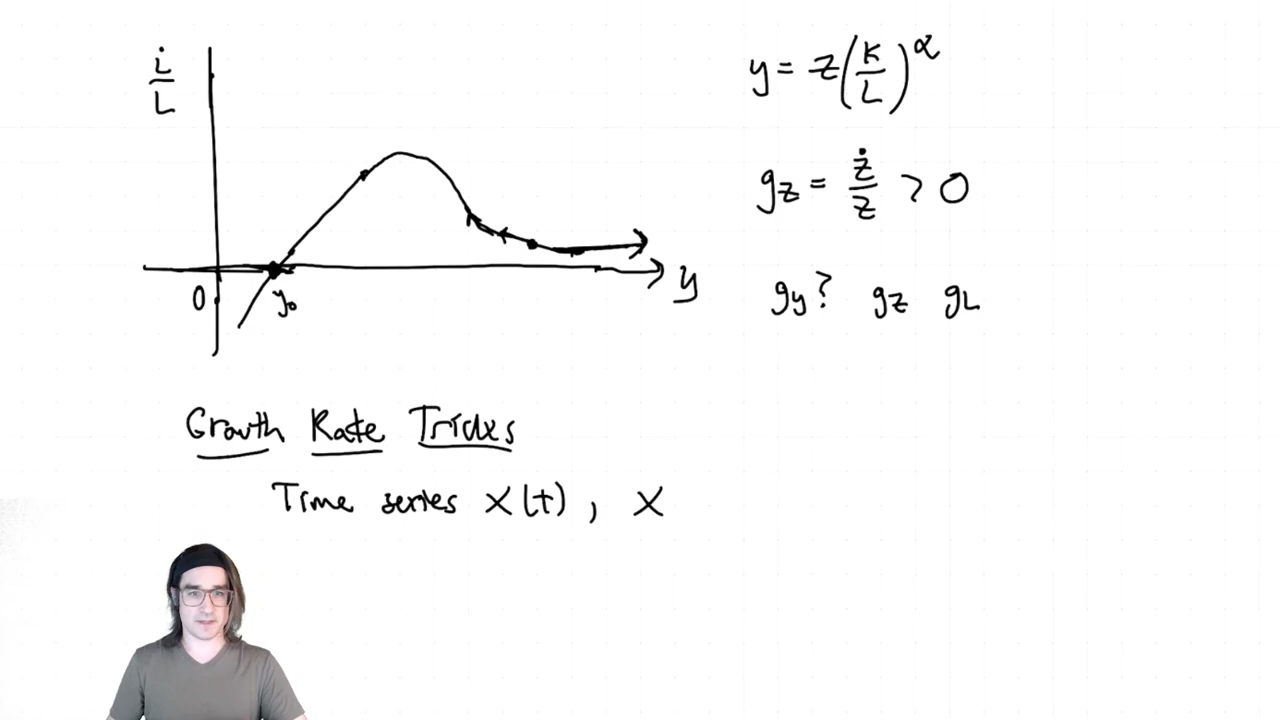 i̇/L
0
y₀
y
y = z(K/L)^α
g_z = ż/z > 0
g_y? g_z g_L
Growth Rate Tricks
Time series X(t), X